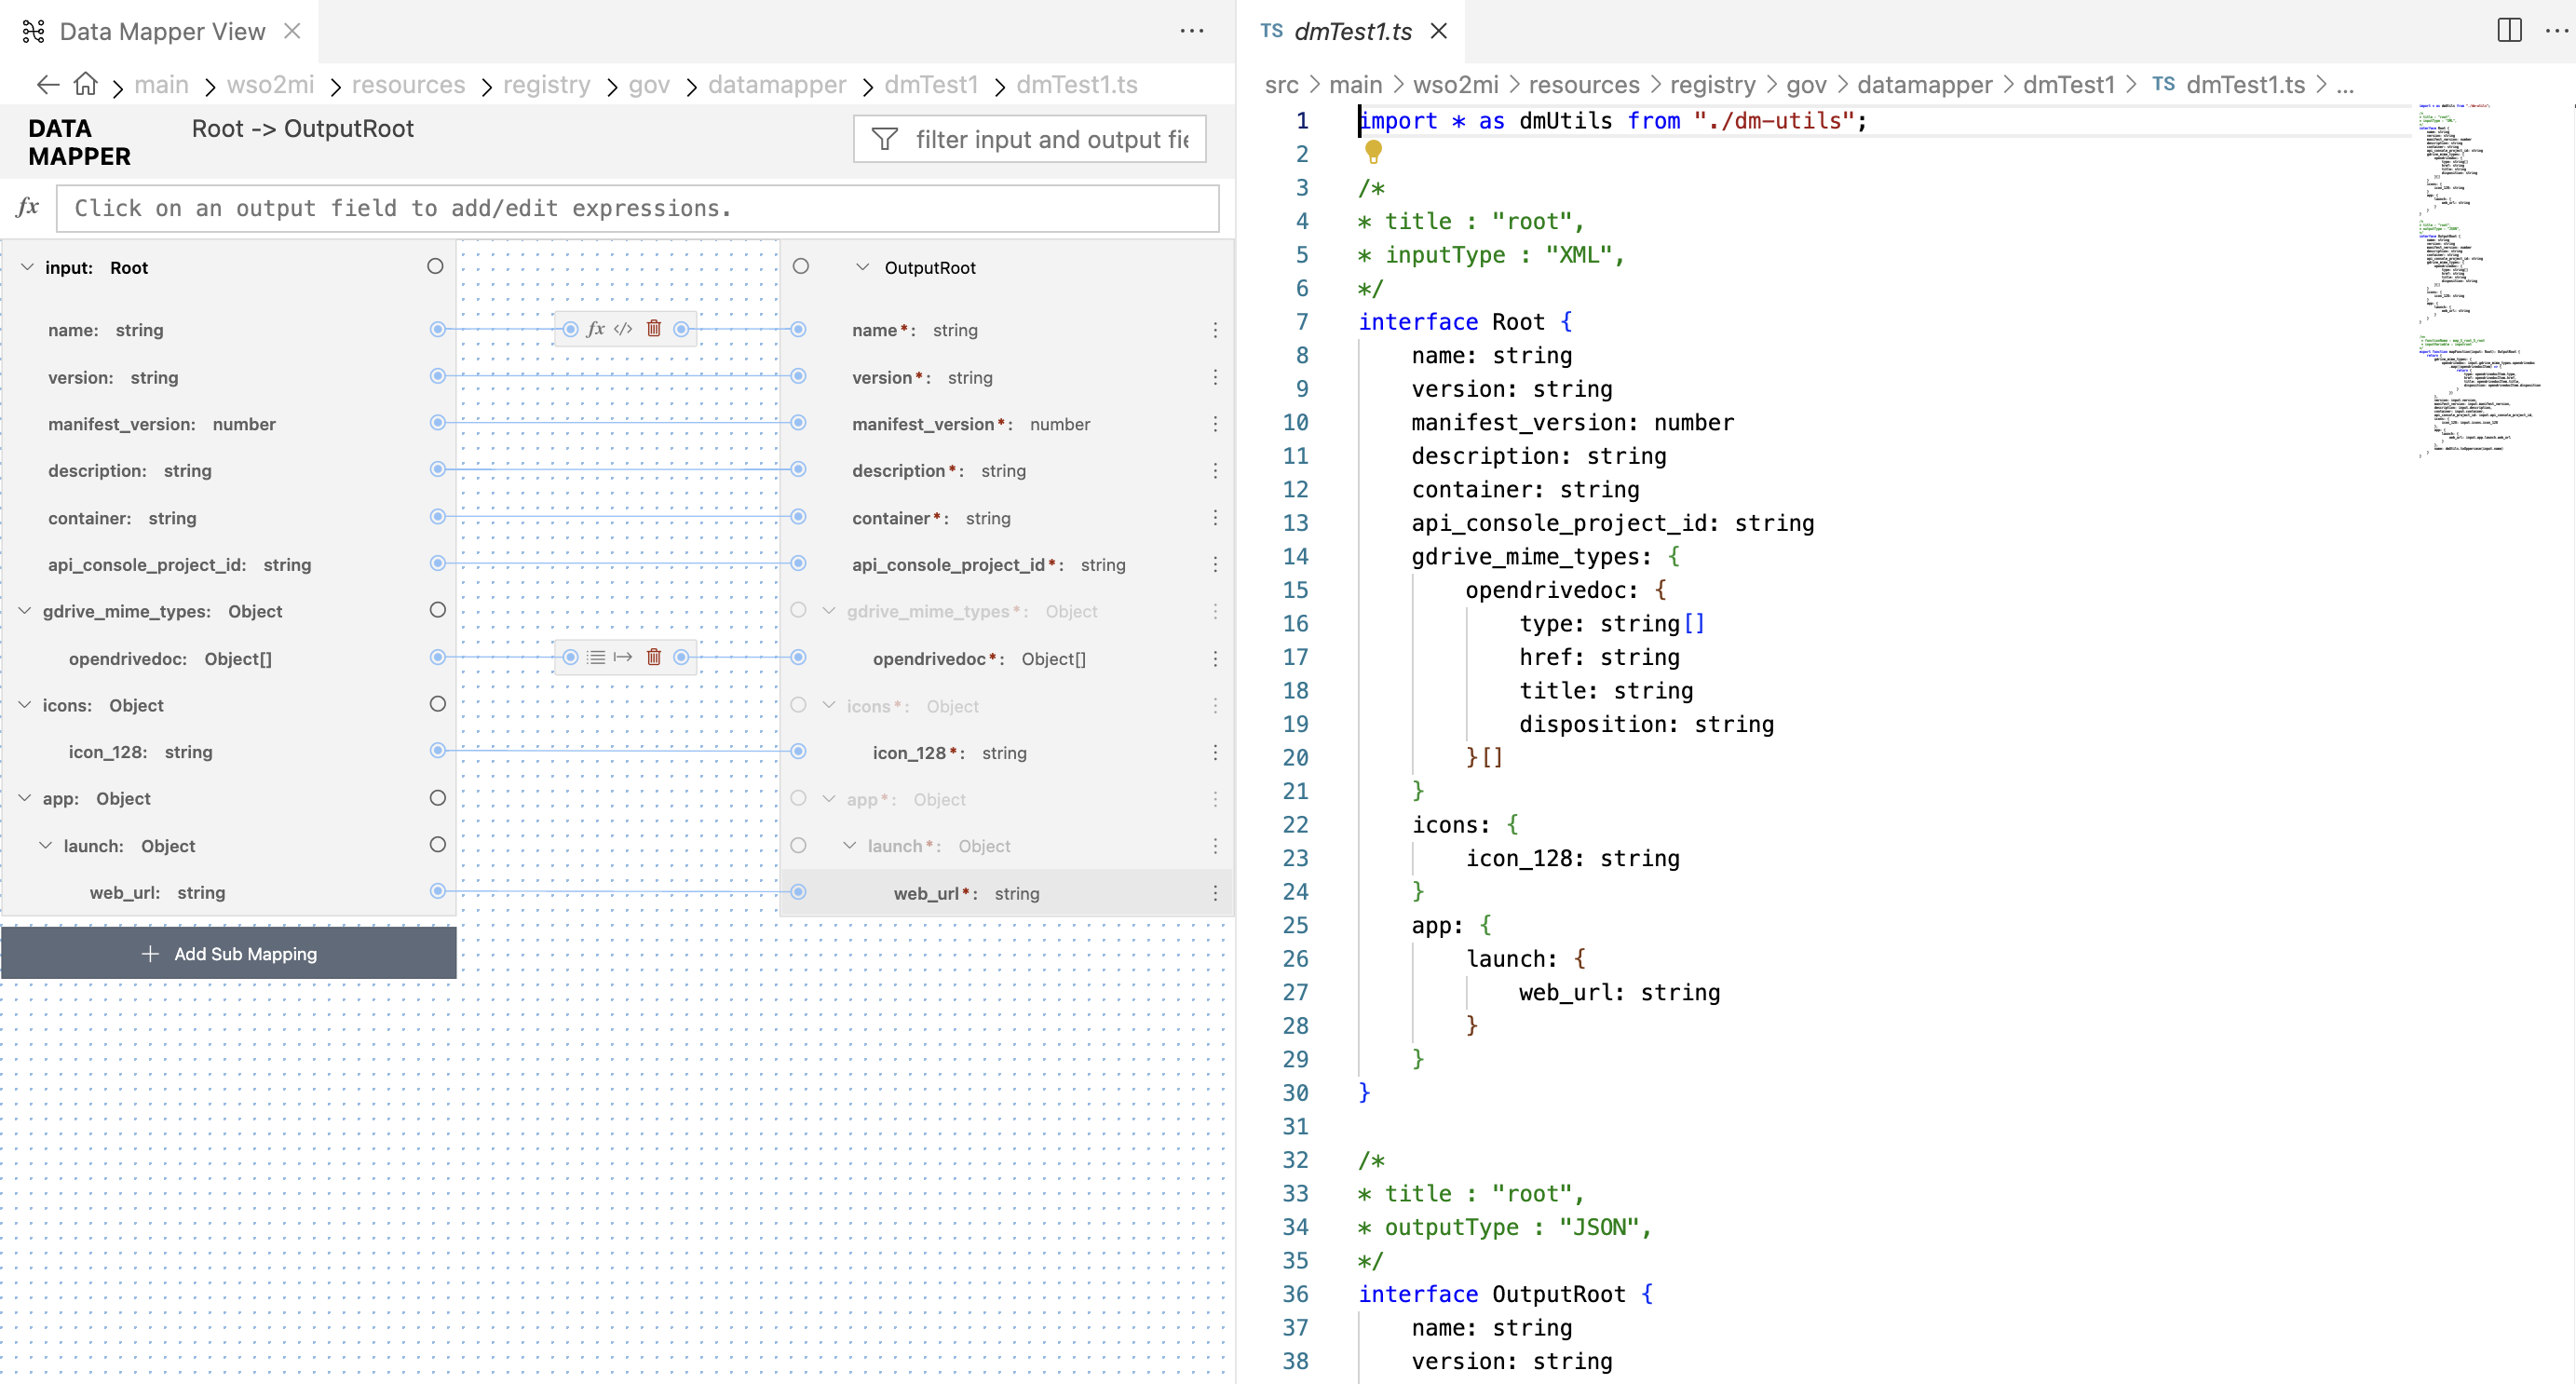 Data Mapper View
main wso2mi resources registry gov datamapper dmTest1 dmTest1.ts
DATA MAPPER
Root -> OutputRoot
filter input and output fie
fx Click on an output field to add/edit expressions.
input: Root
name: string
version: string
manifest_version: number
description: string
container: string
api_console_project_id: string
gdrive_mime_types: Object
opendrivedoc: Object[]
icons: Object
icon_128: string
app: Object
launch: Object
web_url: string
+ Add Sub Mapping
fx </>
OutputRoot
name*: string
version*: string
manifest_version*: number
description*: string
container*: string
api_console_project_id*: string
gdrive_mime_types*: Object
opendrivedoc*: Object[]
icons*: Object
icon_128*: string
app*: Object
launch*: Object
web_url*: string
TS dmTest1.ts
src > main > wso2mi > resources > registry > gov > datamapper > dmTest1 > TS dmTest1.ts > ...
1 import * as dmUtils from "./dm-utils";
2
3 /*
4 * title : "root",
5 * inputType : "XML",
6 */
7 interface Root {
8 name: string
9 version: string
10 manifest_version: number
11 description: string
12 container: string
13 api_console_project_id: string
14 gdrive_mime_types: {
15 opendrivedoc: {
16 type: string[]
17 href: string
18 title: string
19 disposition: string
20 }[]
21 }
22 icons: {
23 icon_128: string
24 }
25 app: {
26 launch: {
27 web_url: string
28 }
29 }
30 }
31
32 /*
33 * title : "root",
34 * outputType : "JSON",
35 */
36 interface OutputRoot {
37 name: string
38 version: string